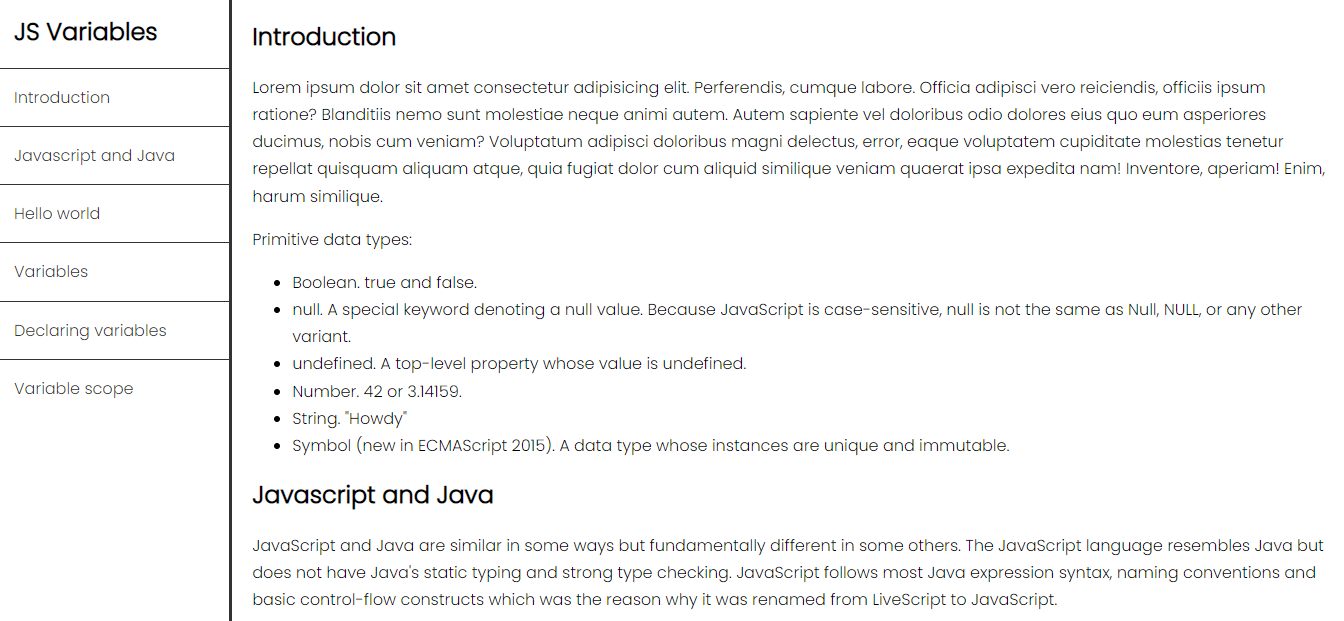 JS Variables
Introduction
Javascript and Java
Hello world
Variables
Declaring variables
Variable scope
Introduction
Lorem ipsum dolor sit amet consectetur adipisicing elit. Perferendis, cumque labore. Officia adipisci vero reiciendis, officiis ipsum
ratione? Blanditiis nemo sunt molestiae neque animi autem. Autem sapiente vel doloribus odio dolores eius quo eum asperiores
ducimus, nobis cum veniam? Voluptatum adipisci doloribus magni delectus, error, eaque voluptatem cupiditate molestias tenetur
repellat quisquam aliquam atque, quia fugiat dolor cum aliquid similique veniam quaerat ipsa expedita nam! Inventore, aperiam! Enim,
harum similique.
Primitive data types:
• Boolean. true and false.
• null. A special keyword denoting a null value. Because JavaScript is case-sensitive, null is not the same as Null, NULL, or any other
variant.
• undefined. A top-level property whose value is undefined.
• Number. 42 or 3.14159.
• String. "Howdy"
• Symbol (new in ECMAScript 2015). A data type whose instances are unique and immutable.
Javascript and Java
JavaScript and Java are similar in some ways but fundamentally different in some others. The JavaScript language resembles Java but
does not have Java's static typing and strong type checking. JavaScript follows most Java expression syntax, naming conventions and
basic control-flow constructs which was the reason why it was renamed from LiveScript to JavaScript.